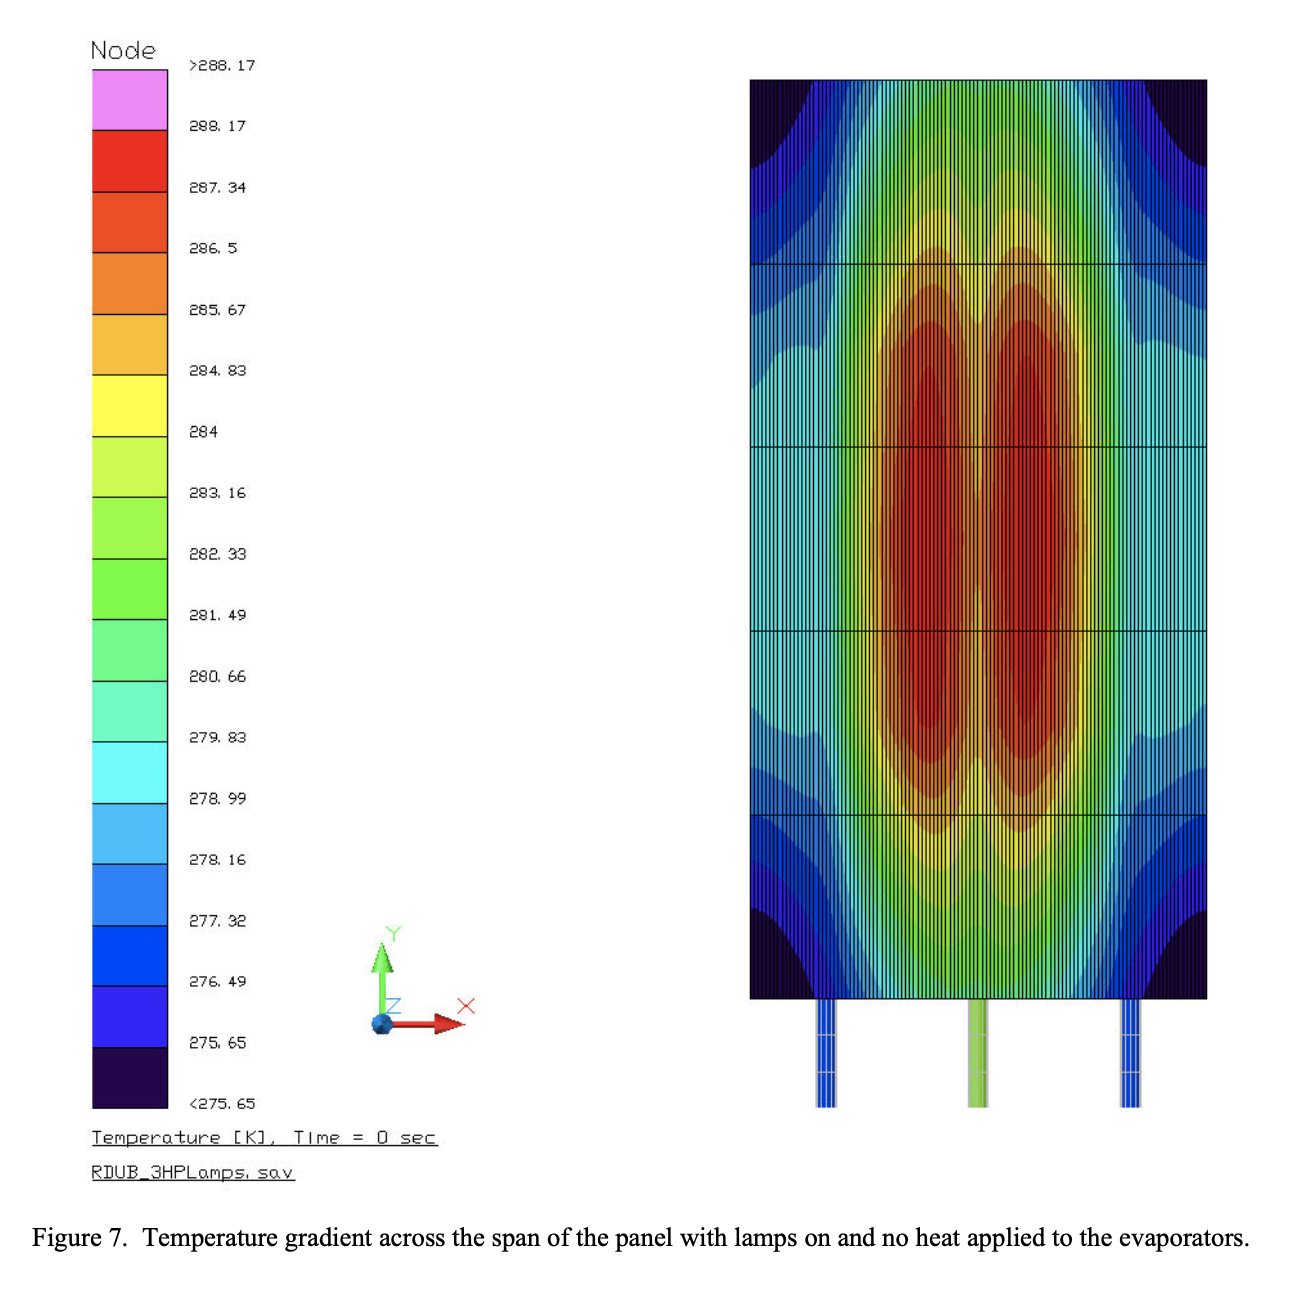 Node
>288.17
288.17
287.34
286.5
285.67
284.83
284
283.16
282.33
281.49
280.66
279.83
278.99
278.16
277.32
276.49
275.65
<275.65
Y
Z
X
Temperature [K], Time = 0 sec
RDUB_3HPLamps.sav
Figure 7.  Temperature gradient across the span of the panel with lamps on and no heat applied to the evaporators.